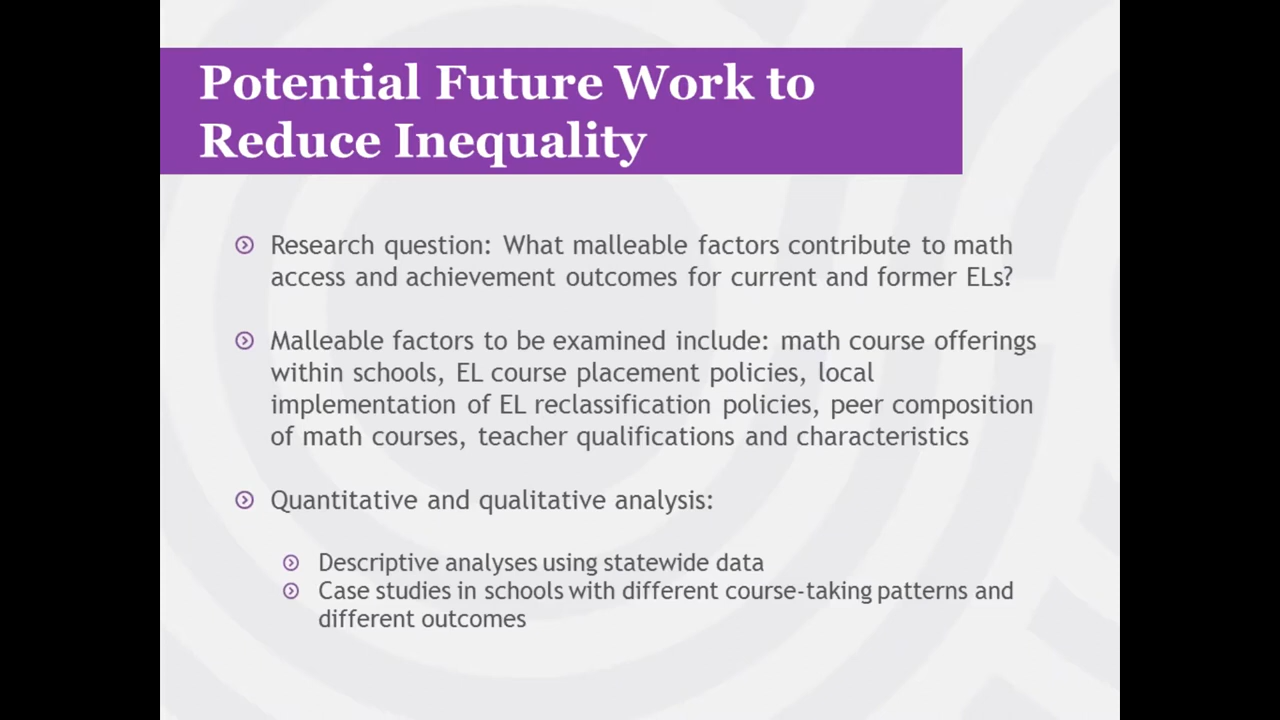 Potential Future Work to
Reduce Inequality
Research question: What malleable factors contribute to math
access and achievement outcomes for current and former ELs?
Malleable factors to be examined include: math course offerings
within schools, EL course placement policies, local
implementation of EL reclassification policies, peer composition
of math courses, teacher qualifications and characteristics
Quantitative and qualitative analysis:
Descriptive analyses using statewide data
Case studies in schools with different course-taking patterns and
different outcomes